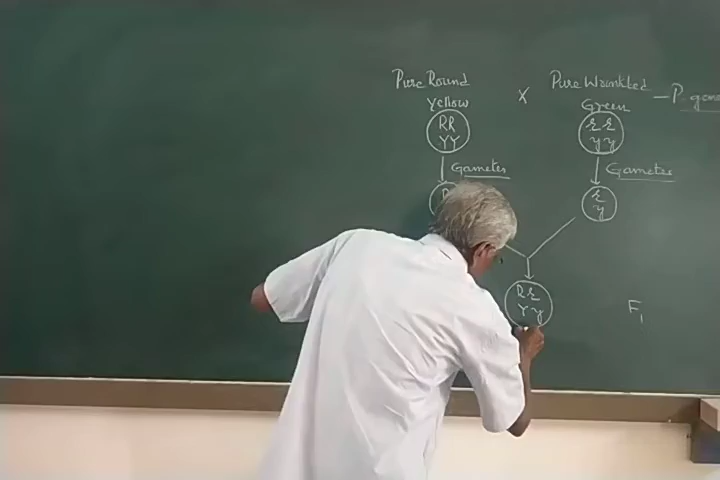 Pure Round
Yellow
RR
YY
Gametes
X
Pure Wrinkled
Green
rr
yy
Gametes
r
y
Rr
Yy
F1